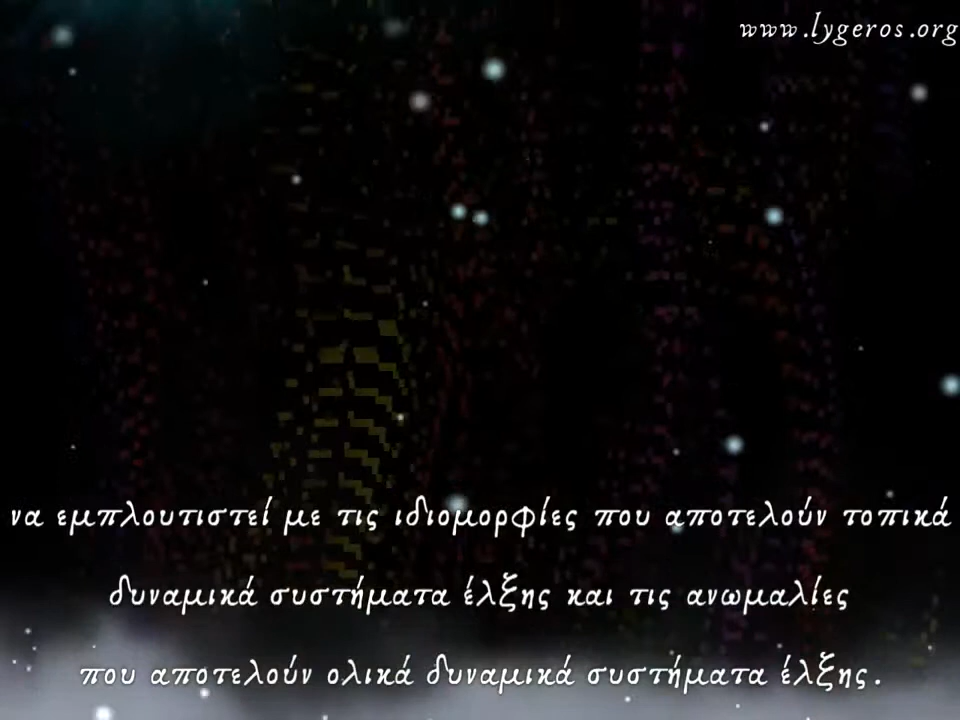 www.lygeros.org
να εμπλουτιστεί με τις ιδιομορφίες που αποτελούν τοπικά
δυναμικά συστήματα έλξης και τις ανωμαλίες
που αποτελούν ολικά δυναμικά συστήματα έλξης.